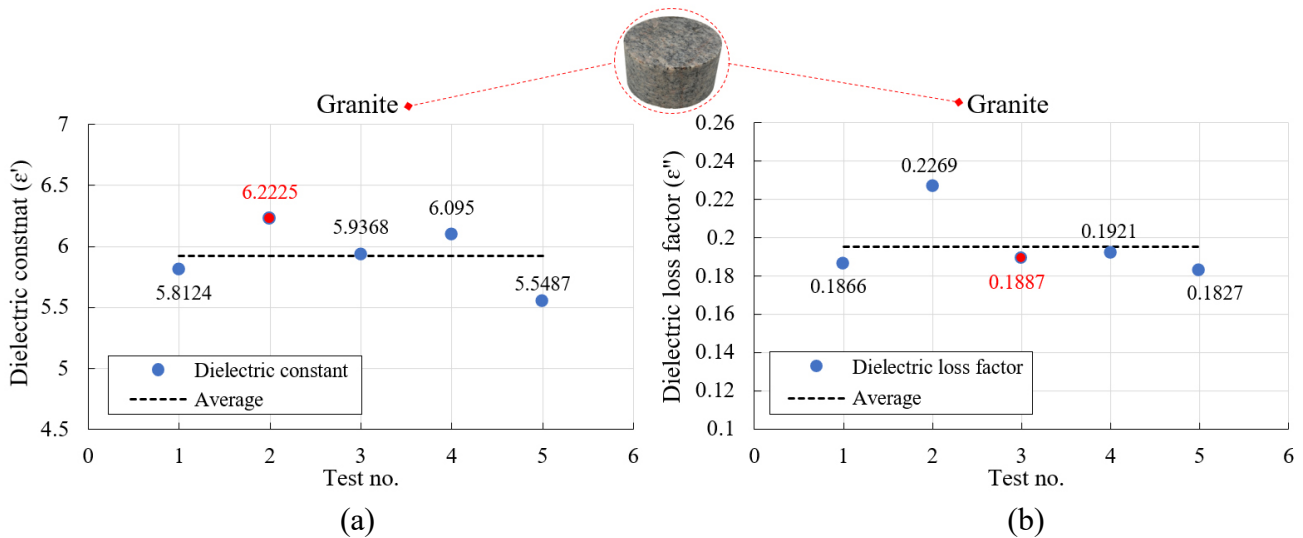 Granite
7
6.5
6
5.5
5
4.5
Dielectric constnat (ε')
6.2225
5.9368
6.095
5.8124
5.5487
Dielectric constant
Average
0 1 2 3 4 5 6
Test no.
(a)
Granite
0.26
0.24
0.22
0.2
0.18
0.16
0.14
0.12
0.1
Dielectric loss factor (ε")
0.2269
0.1921
0.1866
0.1887
0.1827
Dielectric loss factor
Average
0 1 2 3 4 5 6
Test no.
(b)